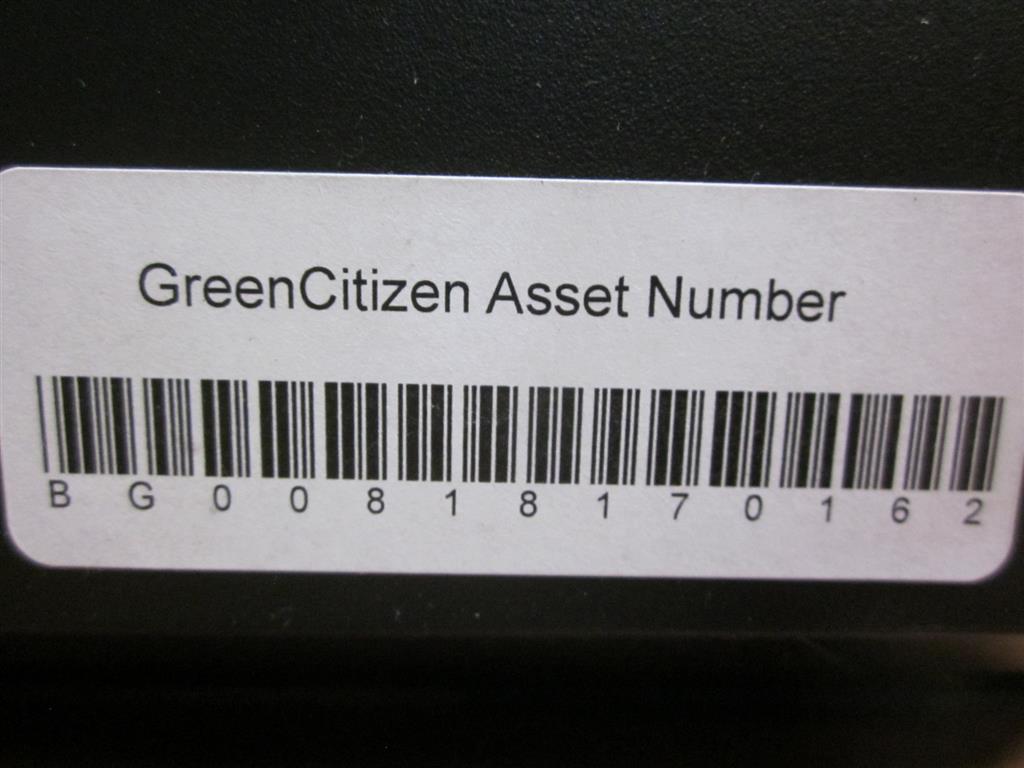 GreenCitizen Asset Number
B G 0 0 8 1 8 1 7 0 1 6 2